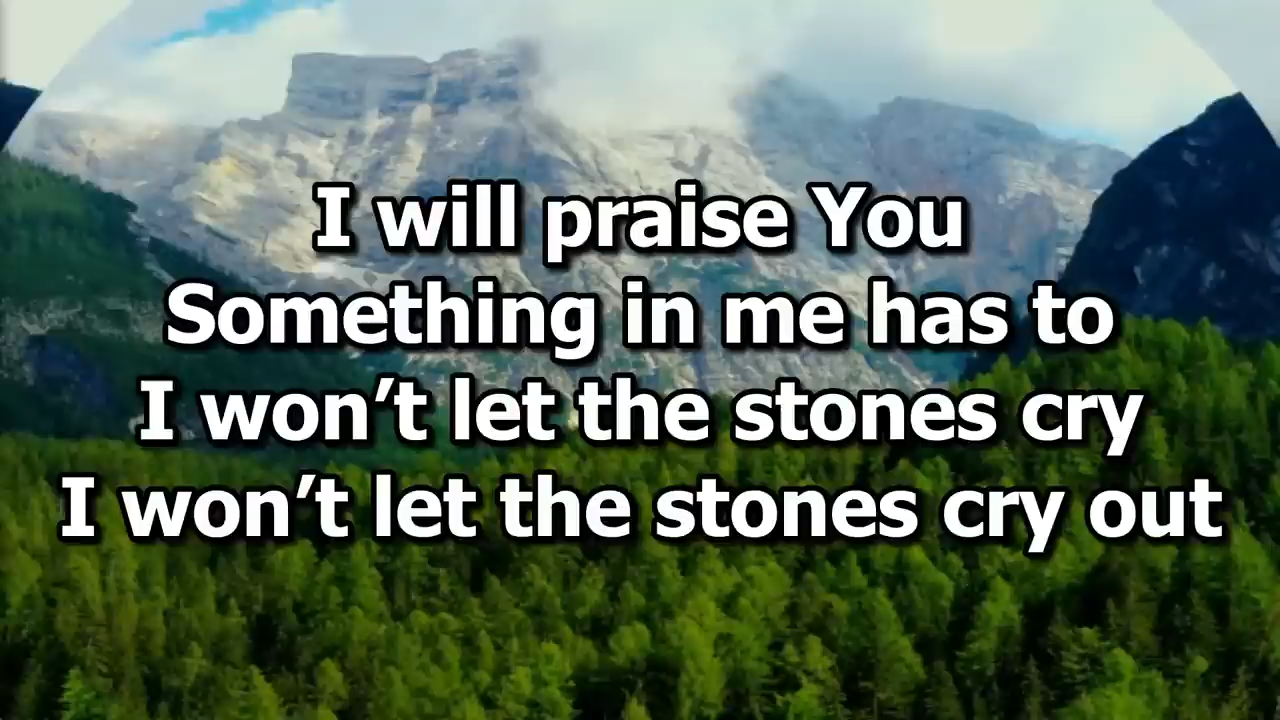 I will praise You
Something in me has to
I won’t let the stones cry
I won’t let the stones cry out